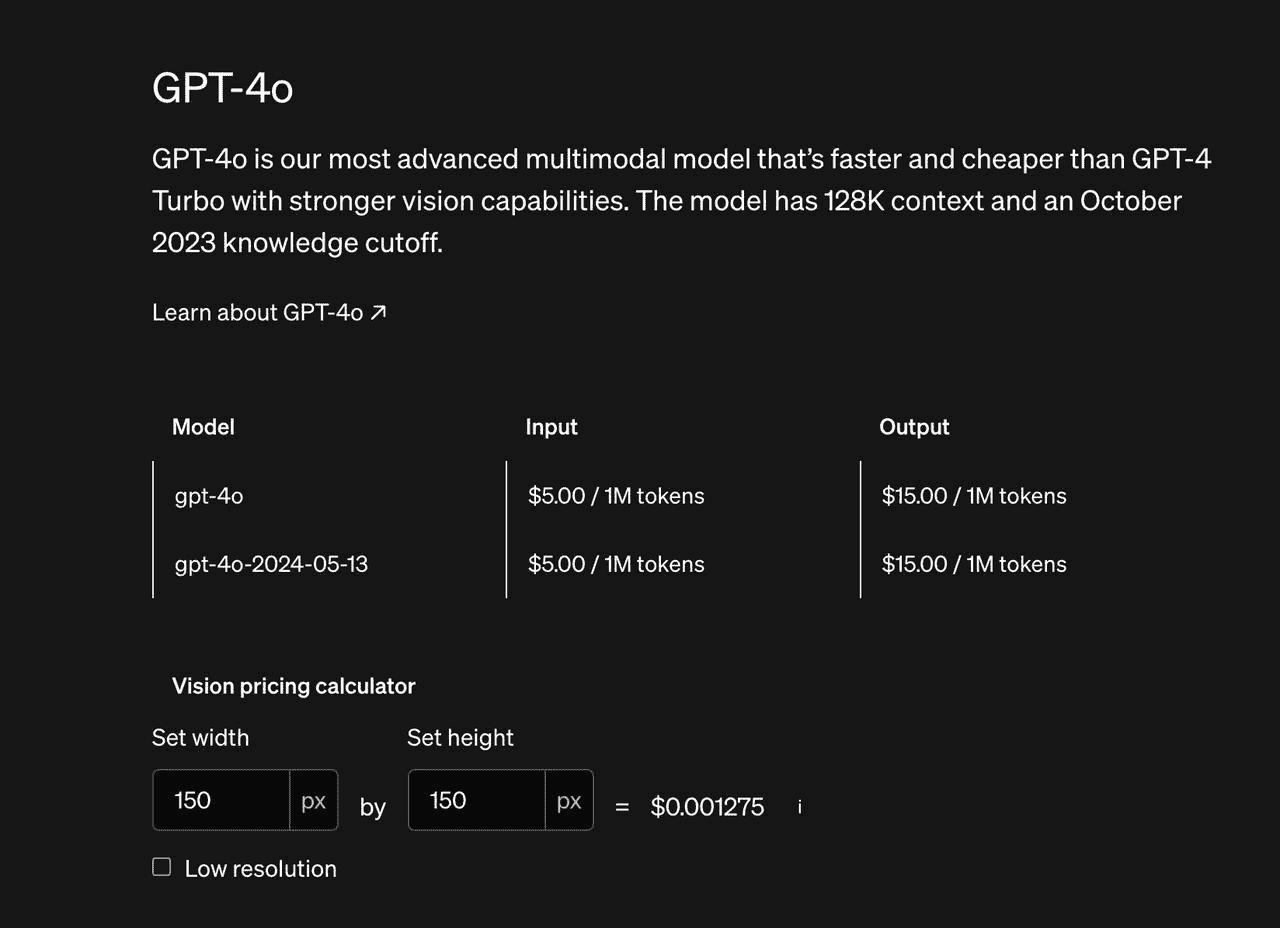 GPT-4o
GPT-4o is our most advanced multimodal model that’s faster and cheaper than GPT-4
Turbo with stronger vision capabilities. The model has 128K context and an October
2023 knowledge cutoff.
Learn about GPT-4o ↗
Model Input Output
gpt-4o $5.00 / 1M tokens $15.00 / 1M tokens
gpt-4o-2024-05-13 $5.00 / 1M tokens $15.00 / 1M tokens
Vision pricing calculator
Set width Set height
150 px by 150 px = $0.001275 i
Low resolution